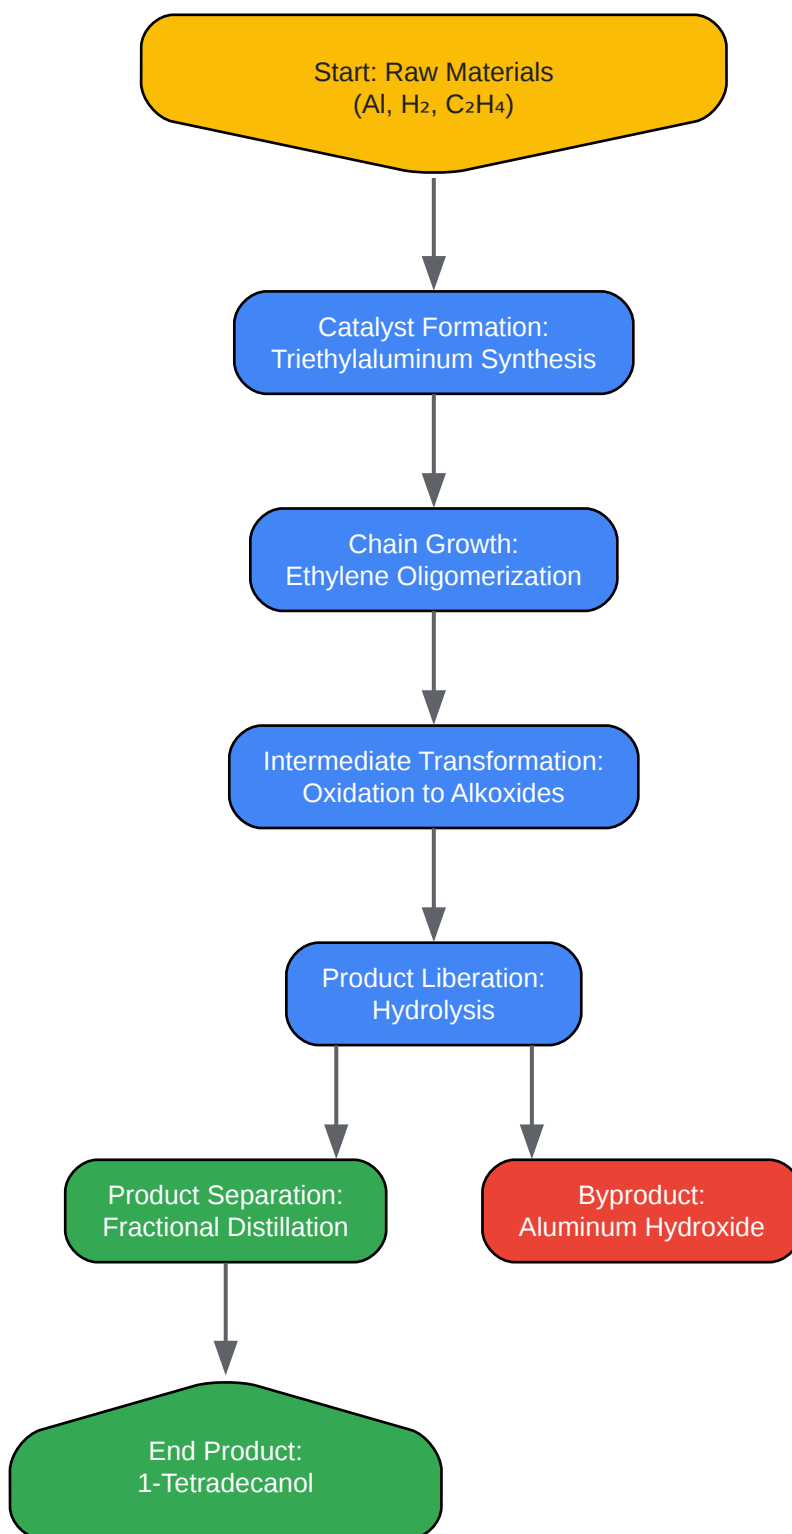 Start: Raw Materials
(Al, H₂, C₂H₄)
Catalyst Formation:
Triethylaluminum Synthesis
Chain Growth:
Ethylene Oligomerization
Intermediate Transformation:
Oxidation to Alkoxides
Product Liberation:
Hydrolysis
Product Separation:
Fractional Distillation
Byproduct:
Aluminum Hydroxide
End Product:
1-Tetradecanol